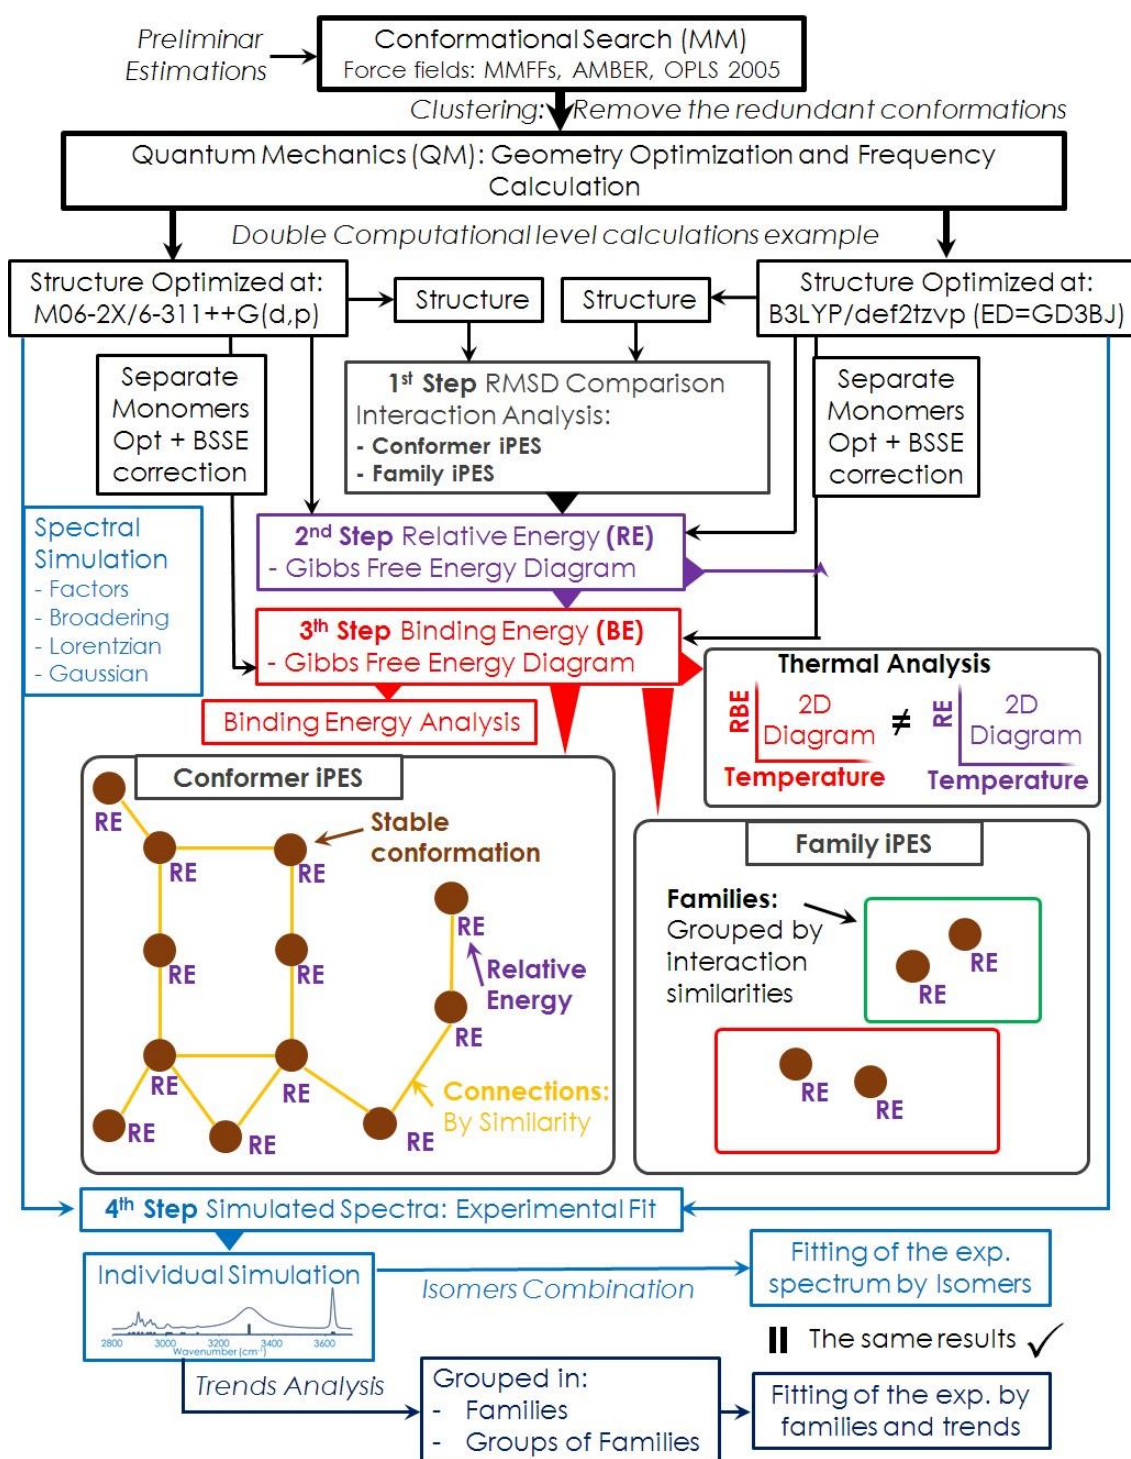 Preliminar
Estimations
Conformational Search (MM)
Force fields: MMFFs, AMBER, OPLS 2005
Clustering: Remove the redundant conformations
Quantum Mechanics (QM): Geometry Optimization and Frequency
Calculation
Double Computational level calculations example
Structure Optimized at:
M06-2X/6-311++G(d,p)
Structure
Structure
Structure Optimized at:
B3LYP/def2tzvp (ED=GD3BJ)
Separate
Monomers
Opt + BSSE
correction
1st Step RMSD Comparison
Interaction Analysis:
- Conformer iPES
- Family iPES
Separate
Monomers
Opt + BSSE
correction
Spectral
Simulation
- Factors
- Broadering
- Lorentzian
- Gaussian
2nd Step Relative Energy (RE)
- Gibbs Free Energy Diagram
3th Step Binding Energy (BE)
- Gibbs Free Energy Diagram
Binding Energy Analysis
Thermal Analysis
RBE
2D
Diagram
Temperature
≠
RE
2D
Diagram
Temperature
Conformer iPES
RE
Stable
conformation
RE
RE
RE
RE
RE
Relative
Energy
RE
RE
RE
RE
RE
RE
Connections:
By Similarity
Family iPES
Families:
Grouped by
interaction
similarities
RE
RE
RE
RE
4th Step Simulated Spectra: Experimental Fit
Individual Simulation
2800 3000 3200 3400 3600
Wavenumber (cm-1)
Isomers Combination
Fitting of the exp.
spectrum by Isomers
The same results ✓
Trends Analysis
Grouped in:
- Families
- Groups of Families
Fitting of the exp. by
families and trends